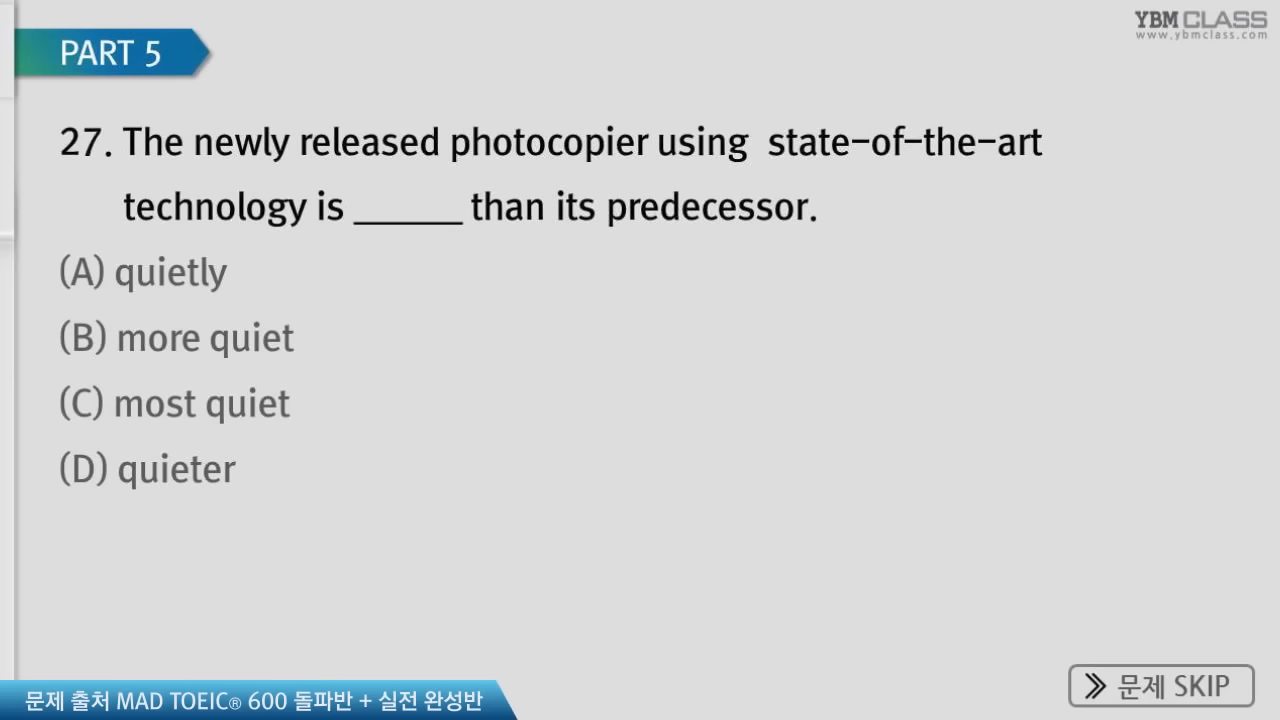 YBM CLASS
www.ybmclass.com
PART 5
27. The newly released photocopier using state-of-the-art
technology is _____ than its predecessor.
(A) quietly
(B) more quiet
(C) most quiet
(D) quieter
문제 SKIP
문제 출처 MAD TOEIC® 600 돌파반 + 실전 완성반